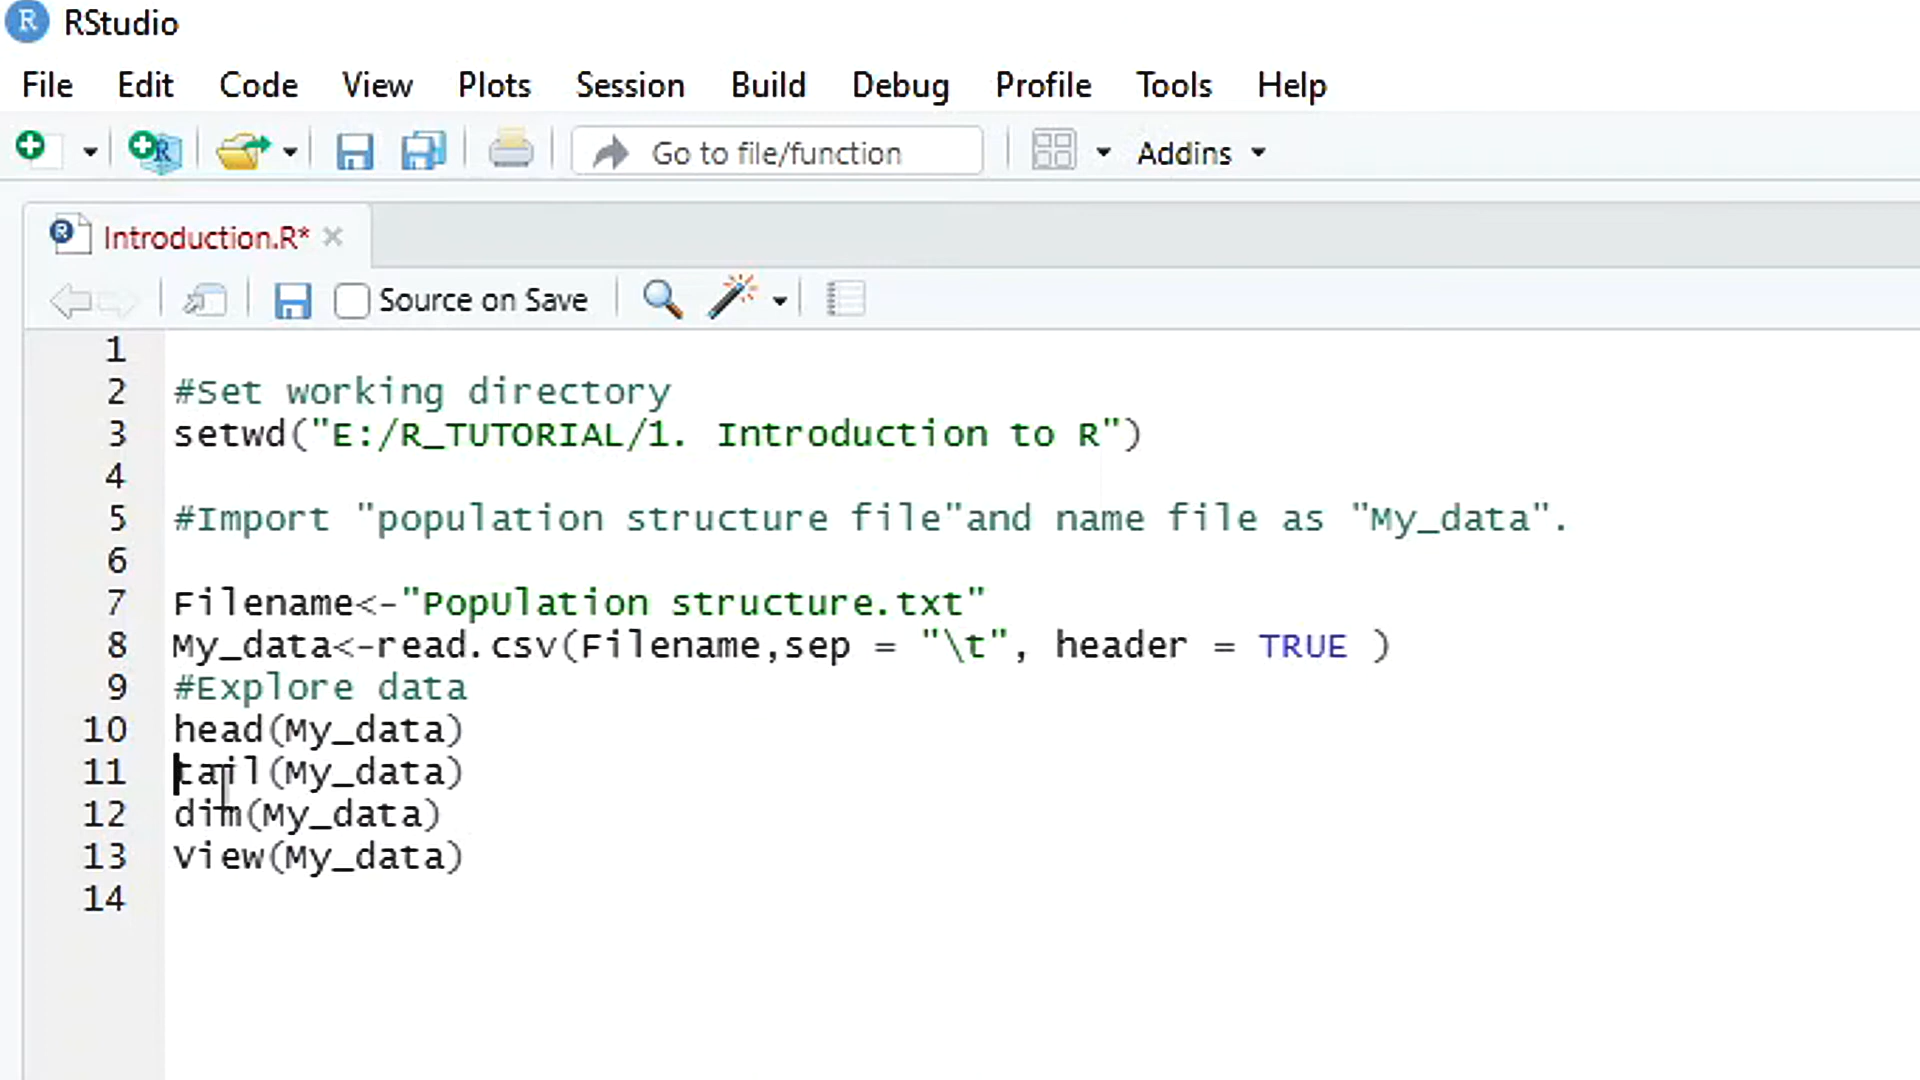 RStudio
File Edit Code View Plots Session Build Debug Profile Tools Help
Go to file/function Addins
Introduction.R*
Source on Save
1
2 #Set working directory
3 setwd("E:/R_TUTORIAL/1. Introduction to R")
4
5 #Import "population structure file"and name file as "My_data".
6
7 Filename<-"PopUlation structure.txt"
8 My_data<-read.csv(Filename,sep = "\t", header = TRUE )
9 #Explore data
10 head(My_data)
11 tail(My_data)
12 dim(My_data)
13 View(My_data)
14